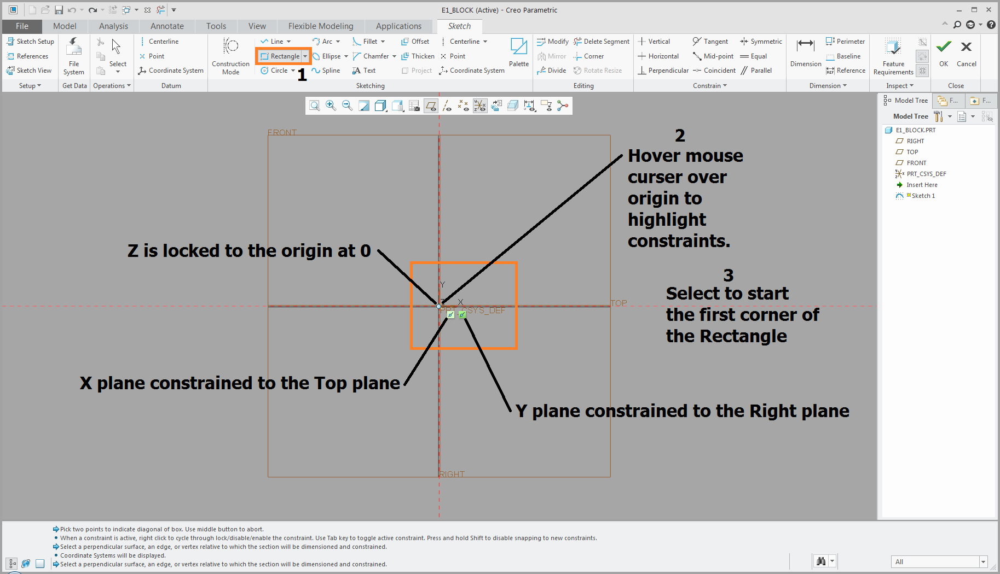 E1_BLOCK (Active) - Creo Parametric
File Model Analysis Annotate Tools View Flexible Modeling Applications Sketch
Sketch Setup
References
Sketch View
Setup
File System
Get Data
Select
Operations
Centerline
Point
Coordinate System
Datum
Construction Mode
Line Arc Fillet Offset Centerline
Rectangle Ellipse Chamfer Thicken Point
Circle Spline Text Project Coordinate System
1
Palette
Sketching
Modify Delete Segment
Mirror Corner
Divide Rotate Resize
Editing
Vertical Tangent Symmetric
Horizontal Mid-point Equal
Perpendicular Coincident Parallel
Constrain
Dimension
Perimeter
Baseline
REF Reference
Dimension
Feature Requirements
Inspect
OK Cancel
Close
Model Tree F... F...
Model Tree
E1_BLOCK.PRT
RIGHT
TOP
FRONT
PRT_CSYS_DEF
Insert Here
Sketch 1
FRONT
2
Hover mouse
curser over
origin to
highlight
constraints.
Z is locked to the origin at 0
3
Select to start
the first corner of
the Rectangle
Y
Z X
TOP
PRT_CSYS_DEF
X plane constrained to the Top plane
Y plane constrained to the Right plane
RIGHT
Pick two points to indicate diagonal of box. Use middle button to abort.
When a constraint is active, right click to cycle through lock/disable/enable the constraint. Use Tab key to toggle active constraint. Press and hold Shift to disable snapping to new constraints.
Select a perpendicular surface, an edge, or vertex relative to which the section will be dimensioned and constrained.
Coordinate Systems will be displayed.
Select a perpendicular surface, an edge, or vertex relative to which the section will be dimensioned and constrained.
All